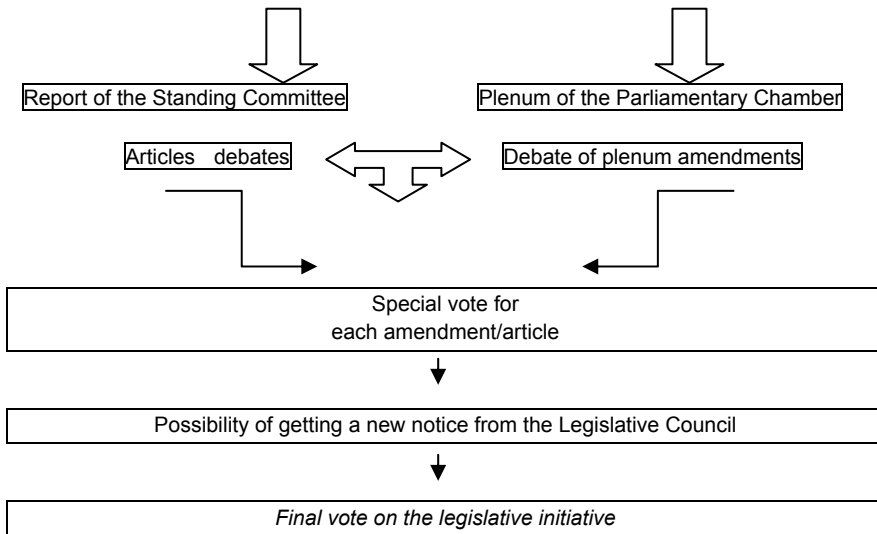 Report of the Standing Committee
Plenum of the Parliamentary Chamber
Articles debates
Debate of plenum amendments
Special vote for
each amendment/article
Possibility of getting a new notice from the Legislative Council
Final vote on the legislative initiative